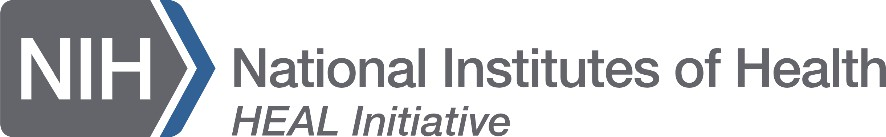 NIH National Institutes of Health
HEAL Initiative